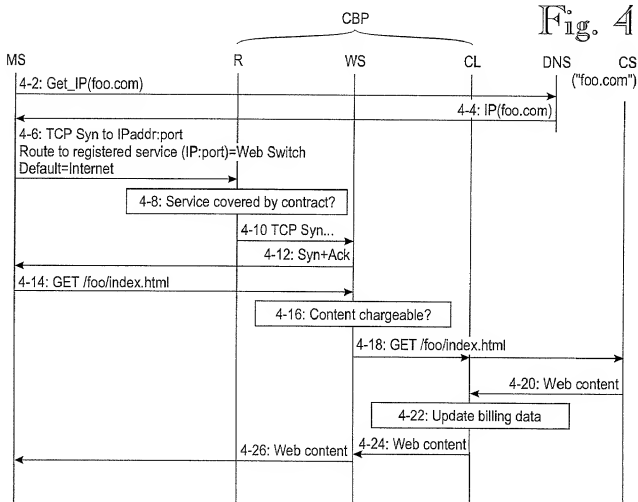 Fig. 4
CBP
MS R WS CL DNS CS
("foo.com")
4-2: Get_IP(foo.com)
4-4: IP(foo.com)
4-6: TCP Syn to IPaddr:port
Route to registered service (IP:port)=Web Switch
Default=Internet
4-8: Service covered by contract?
4-10 TCP Syn...
4-12: Syn+Ack
4-14: GET /foo/index.html
4-16: Content chargeable?
4-18: GET /foo/index.html
4-20: Web content
4-22: Update billing data
4-24: Web content
4-26: Web content